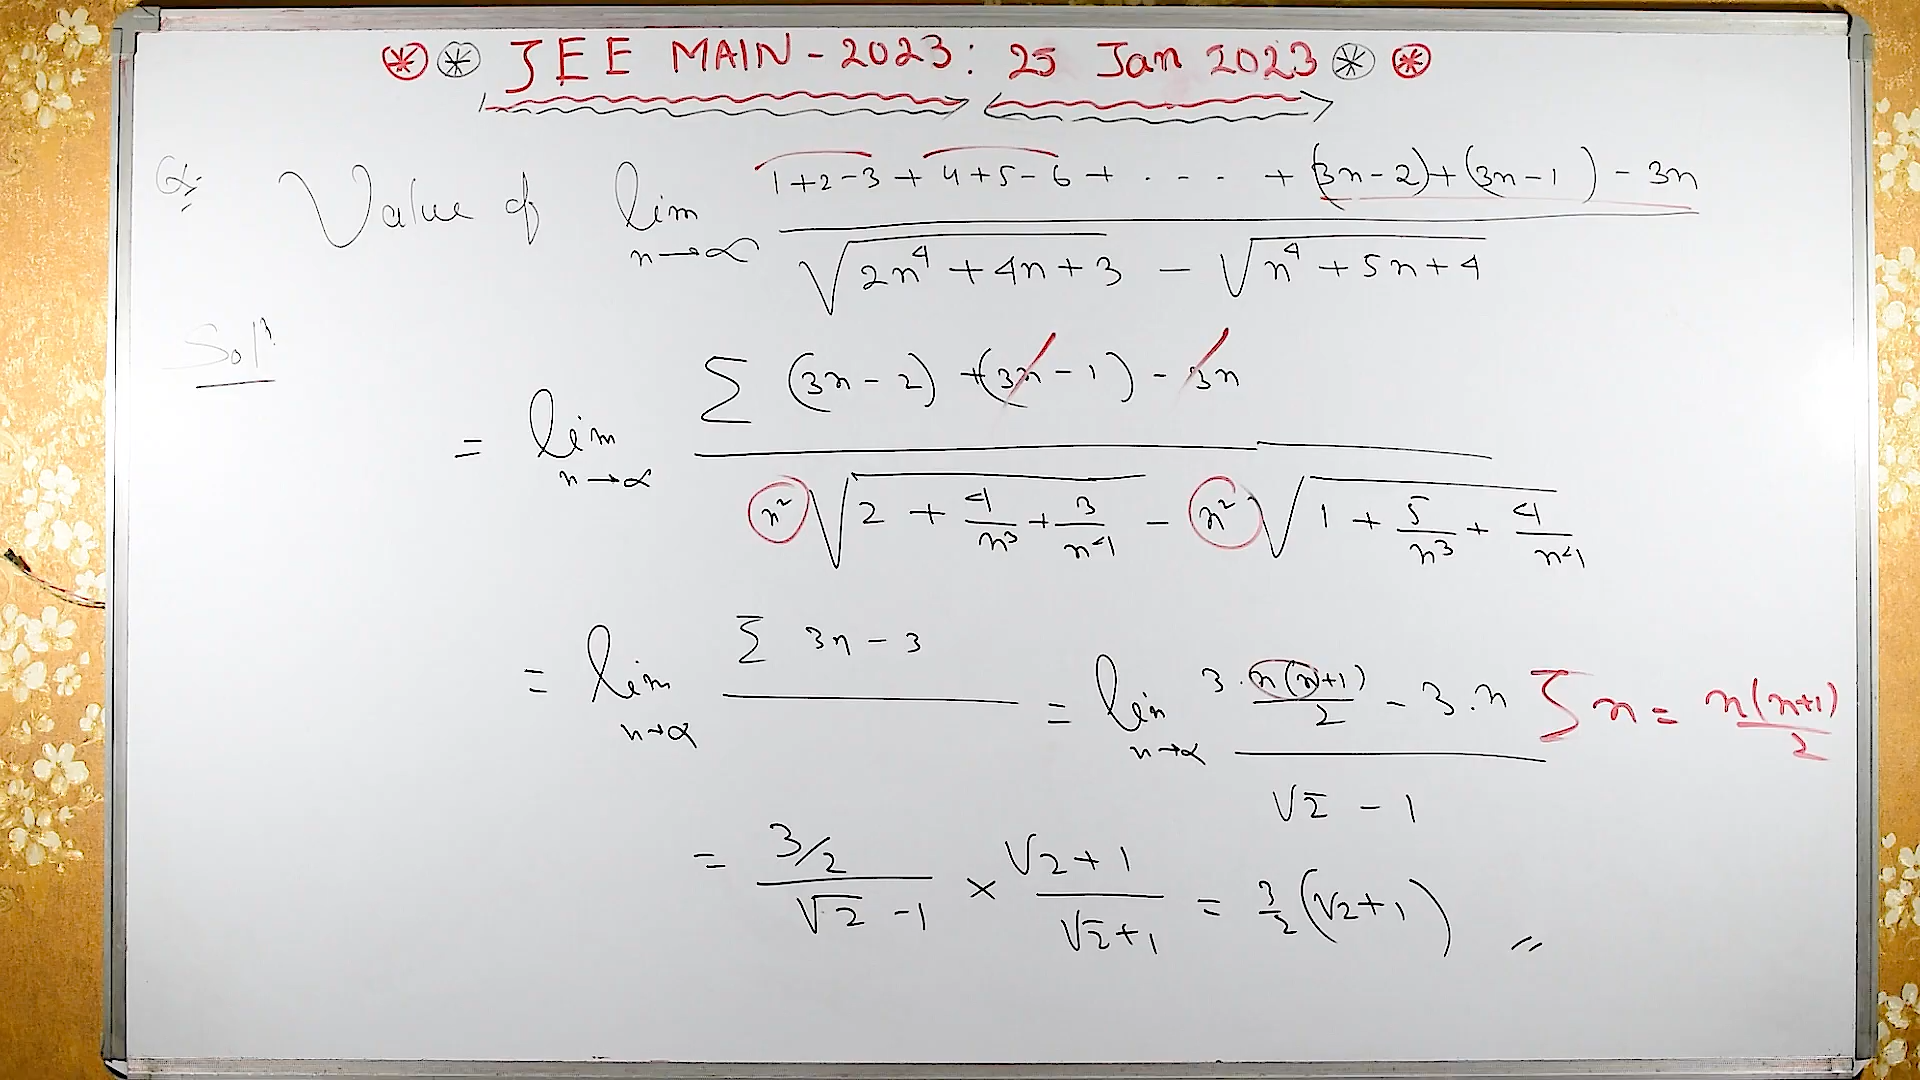 JEE MAIN - 2023: 25 Jan 2023
Q:- Value of lim n→∞ (1+2-3 + 4+5-6 + . - - . + (3n-2)+(3n-1)-3n) / (√(2n⁴+4n+3) - √(n⁴+5n+4))
Solⁿ
= lim n→∞ (∑ (3n-2)+(3n-1)-3n) / (n²√(2 + 4/n³ + 3/n⁴) - n²√(1 + 5/n³ + 4/n⁴))
= lim n→∞ (∑ 3n-3) / = lim n→∞ (3.n(n+1)/2 - 3.n) / (√2 - 1) ∑n = n(n+1)/2
= (3/2)/(√2-1) × (√2+1)/(√2+1) = 3/2(√2+1) //